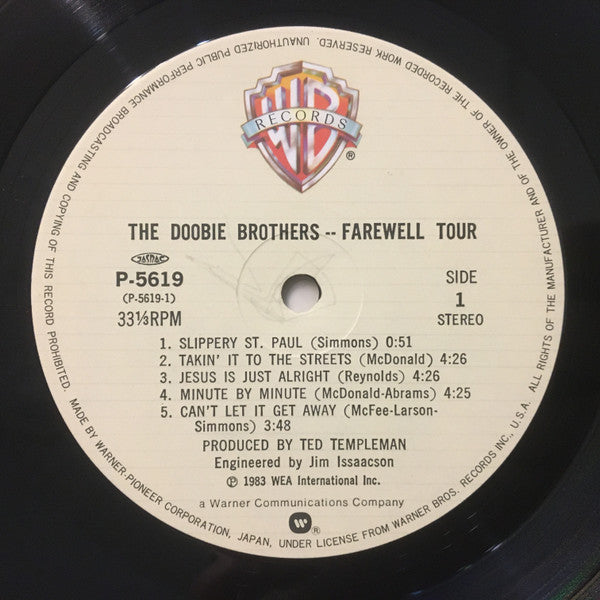 WB
RECORDS
®
THE DOOBIE BROTHERS -- FAREWELL TOUR
P-5619
(P-5619-1)
33⅓RPM
SIDE
1
STEREO
1. SLIPPERY ST. PAUL (Simmons) 0:51
2. TAKIN' IT TO THE STREETS (McDonald) 4:26
3. JESUS IS JUST ALRIGHT (Reynolds) 4:26
4. MINUTE BY MINUTE (McDonald-Abrams) 4:25
5. CAN'T LET IT GET AWAY (McFee-Larson-
Simmons) 3:48
PRODUCED BY TED TEMPLEMAN
Engineered by Jim Issaacson
Ⓟ 1983 WEA International Inc.
a Warner Communications Company
®
MADE BY WARNER-PIONEER CORPORATION, JAPAN, UNDER LICENSE FROM WARNER BROS. RECORDS INC., U.S.A. ALL RIGHTS OF THE MANUFACTURER AND OF THE OWNER OF THE RECORDED WORK RESERVED. UNAUTHORIZED PUBLIC PERFORMANCE BROADCASTING AND COPYING OF THIS RECORD PROHIBITED.